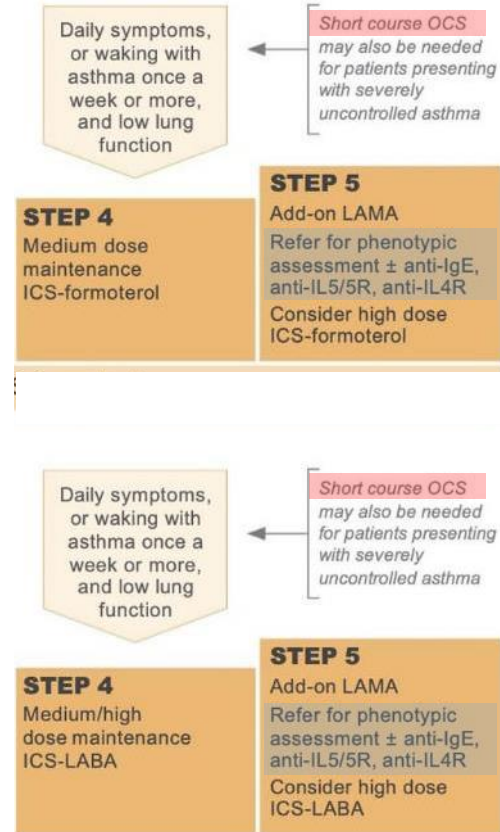 Daily symptoms,
or waking with
asthma once a
week or more,
and low lung
function
Short course OCS
may also be needed
for patients presenting
with severely
uncontrolled asthma
STEP 4
Medium dose
maintenance
ICS-formoterol
STEP 5
Add-on LAMA
Refer for phenotypic
assessment ± anti-IgE,
anti-IL5/5R, anti-IL4R
Consider high dose
ICS-formoterol
Daily symptoms,
or waking with
asthma once a
week or more,
and low lung
function
Short course OCS
may also be needed
for patients presenting
with severely
uncontrolled asthma
STEP 4
Medium/high
dose maintenance
ICS-LABA
STEP 5
Add-on LAMA
Refer for phenotypic
assessment ± anti-IgE,
anti-IL5/5R, anti-IL4R
Consider high dose
ICS-LABA